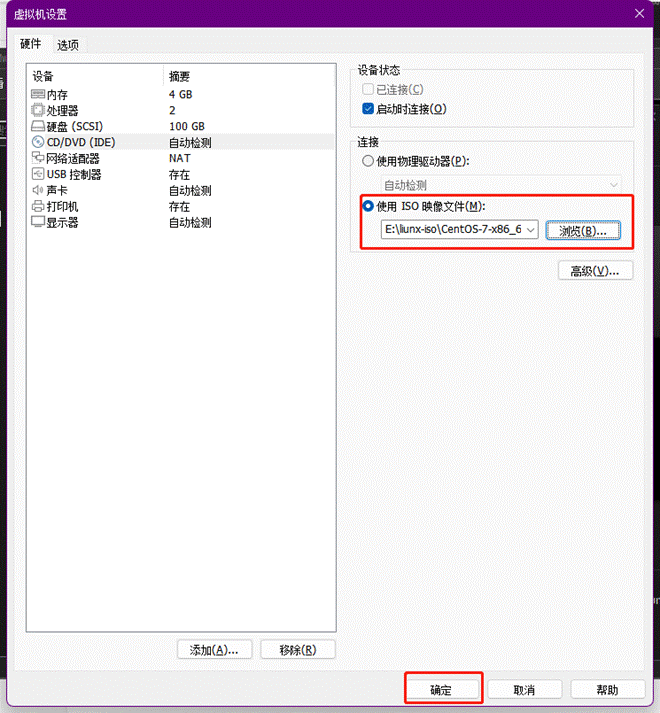 虚拟机设置
硬件 选项
设备 摘要
内存 4 GB
处理器 2
硬盘 (SCSI) 100 GB
CD/DVD (IDE) 自动检测
网络适配器 NAT
USB 控制器 存在
声卡 自动检测
打印机 存在
显示器 自动检测
添加(A)... 移除(R)
设备状态
已连接(C)
启动时连接(O)
连接
使用物理驱动器(P):
自动检测
使用 ISO 映像文件(M):
E:\liunx-iso\CentOS-7-x86_6 浏览(B)...
高级(V)...
确定 取消 帮助